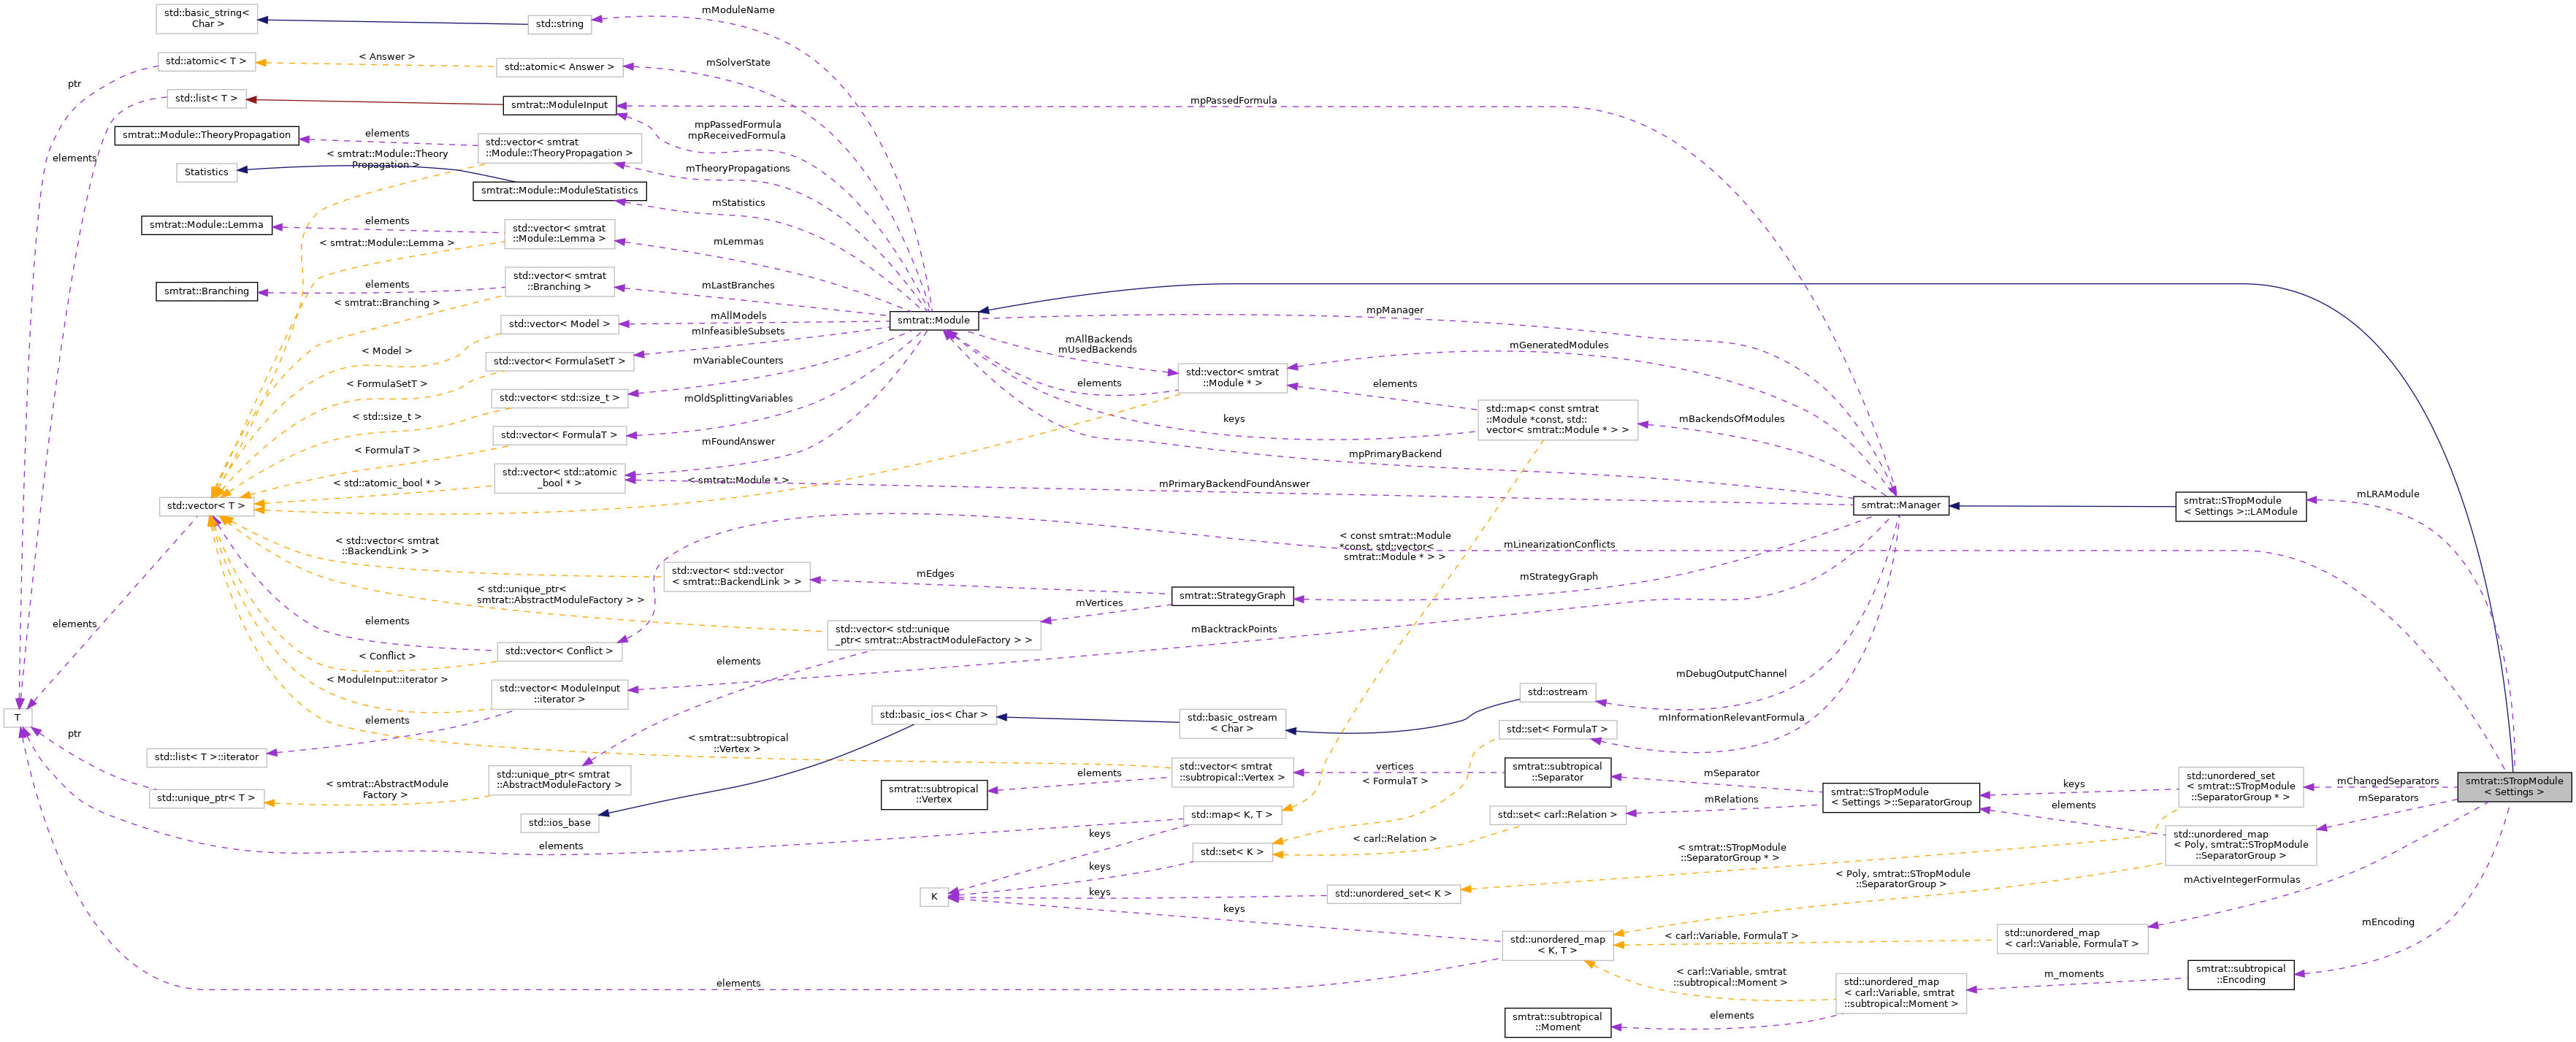 std::basic_string<
Char >
std::string
mModuleName
std::atomic< T >
< Answer >
std::atomic< Answer >
mSolverState
ptr
std::list< T >
smtrat::ModuleInput
mpPassedFormula
mpPassedFormula
mpReceivedFormula
smtrat::Module::TheoryPropagation
elements
std::vector< smtrat
::Module::TheoryPropagation >
elements
< smtrat::Module::Theory
Propagation >
mTheoryPropagations
Statistics
smtrat::Module::ModuleStatistics
mStatistics
smtrat::Module::Lemma
elements
std::vector< smtrat
::Module::Lemma >
mLemmas
< smtrat::Module::Lemma >
smtrat::Branching
elements
std::vector< smtrat
::Branching >
mLastBranches
< smtrat::Branching >
std::vector< Model >
mAllModels
smtrat::Module
mpManager
mInfeasibleSubsets
mAllBackends
mUsedBackends
mGeneratedModules
< Model >
std::vector< FormulaSetT >
mVariableCounters
std::vector< smtrat
::Module * >
elements
elements
< FormulaSetT >
std::vector< std::size_t >
mOldSplittingVariables
std::map< const smtrat
::Module *const, std::
vector< smtrat::Module * > >
mBackendsOfModules
keys
< std::size_t >
std::vector< FormulaT >
mFoundAnswer
mpPrimaryBackend
< FormulaT >
std::vector< std::atomic
_bool * >
< std::atomic_bool * >
< smtrat::Module * >
mPrimaryBackendFoundAnswer
std::vector< T >
smtrat::Manager
smtrat::STropModule
< Settings >::LAModule
mLRAModule
< std::vector< smtrat
::BackendLink > >
< const smtrat::Module
*const, std::vector<
smtrat::Module * > >
mLinearizationConflicts
std::vector< std::vector
< smtrat::BackendLink > >
mEdges
mStrategyGraph
< std::unique_ptr<
smtrat::AbstractModuleFactory > >
smtrat::StrategyGraph
mVertices
elements
elements
std::vector< std::unique
_ptr< smtrat::AbstractModuleFactory > >
mBacktrackPoints
std::vector< Conflict >
< Conflict >
elements
< ModuleInput::iterator >
std::vector< ModuleInput
::iterator >
mDebugOutputChannel
std::ostream
T
elements
std::basic_ios< Char >
std::basic_ostream
< Char >
mInformationRelevantFormula
std::set< FormulaT >
ptr
std::list< T >::iterator
< smtrat::subtropical
::Vertex >
std::unique_ptr< smtrat
::AbstractModuleFactory >
std::vector< smtrat
::subtropical::Vertex >
elements
vertices
< FormulaT >
smtrat::subtropical
::Separator
mSeparator
smtrat::subtropical
::Vertex
smtrat::STropModule
< Settings >::SeparatorGroup
keys
std::unordered_set
< smtrat::STropModule
::SeparatorGroup * >
mChangedSeparators
smtrat::STropModule
< Settings >
mSeparators
elements
std::unique_ptr< T >
< smtrat::AbstractModule
Factory >
std::ios_base
std::map< K, T >
std::set< carl::Relation >
mRelations
std::unordered_map
< Poly, smtrat::STropModule
::SeparatorGroup >
keys
elements
std::set< K >
< carl::Relation >
< smtrat::STropModule
::SeparatorGroup * >
keys
< Poly, smtrat::STropModule
::SeparatorGroup >
mActiveIntegerFormulas
K
keys
std::unordered_set< K >
keys
std::unordered_map
< K, T >
< carl::Variable, FormulaT >
std::unordered_map
< carl::Variable, FormulaT >
mEncoding
elements
< carl::Variable, smtrat
::subtropical::Moment >
std::unordered_map
< carl::Variable, smtrat
::subtropical::Moment >
m_moments
smtrat::subtropical
::Encoding
smtrat::subtropical
::Moment
elements